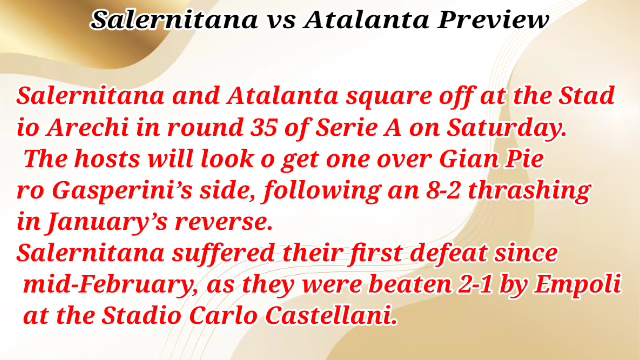 Salernitana vs Atalanta Preview
Salernitana and Atalanta square off at the Stad
io Arechi in round 35 of Serie A on Saturday.
The hosts will look o get one over Gian Pie
ro Gasperini’s side, following an 8-2 thrashing
in January’s reverse.
Salernitana suffered their first defeat since
mid-February, as they were beaten 2-1 by Empoli
at the Stadio Carlo Castellani.